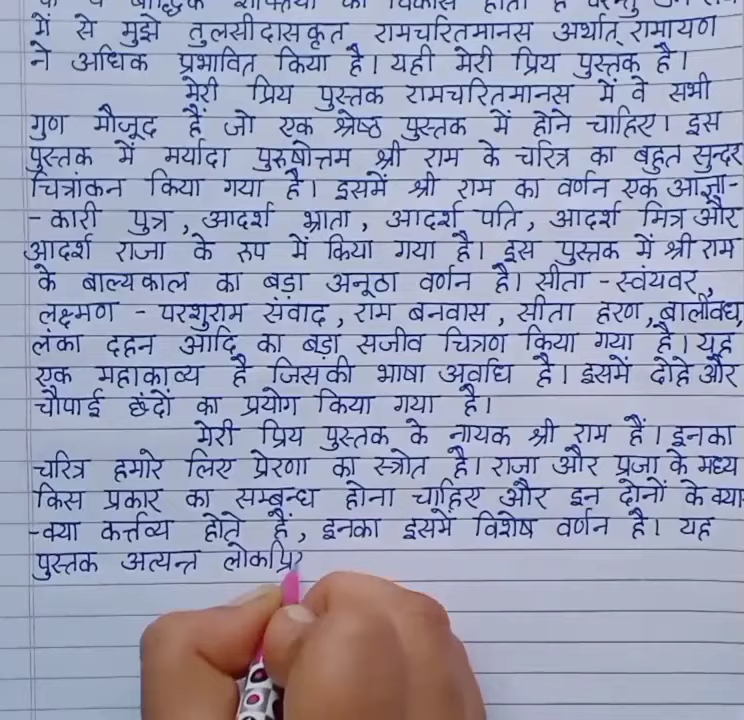 में से मुझे तुलसीदासकृत रामचरितमानस अर्थात् रामायण
ने अधिक प्रभावित किया है। यही मेरी प्रिय पुस्तक है।
मेरी प्रिय पुस्तक रामचरितमानस में वे सभी
गुण मौजूद हैं जो एक श्रेष्ठ पुस्तक में होने चाहिए। इस
पुस्तक में मर्यादा पुरुषोत्तम श्री राम के चरित्र का बहुत सुन्दर
चित्रांकन किया गया है। इसमें श्री राम का वर्णन एक आज्ञा-
-कारी पुत्र, आदर्श भ्राता, आदर्श पति, आदर्श मित्र और
आदर्श राजा के रुप में किया गया है। इस पुस्तक में श्री राम
के बाल्यकाल का बड़ा अनूठा वर्णन है। सीता -स्वंयवर,
लक्ष्मण - परशुराम संवाद, राम बनवास, सीता हरण, बालीवध,
लंका दहन आदि का बड़ा सजीव चित्रण किया गया है। यह
एक महाकाव्य है जिसकी भाषा अवधि है। इसमें दोहे और
चौपाई छंदों का प्रयोग किया गया है।
मेरी प्रिय पुस्तक के नायक श्री राम हैं। इनका
चरित्र हमारे लिए प्रेरणा का स्त्रोत है। राजा और प्रजा के मध्य
किस प्रकार का सम्बन्ध होना चाहिए और इन दोनों के क्या
-क्या कर्त्तव्य होते हैं, इनका इसमें विशेष वर्णन है। यह
पुस्तक अत्यन्त